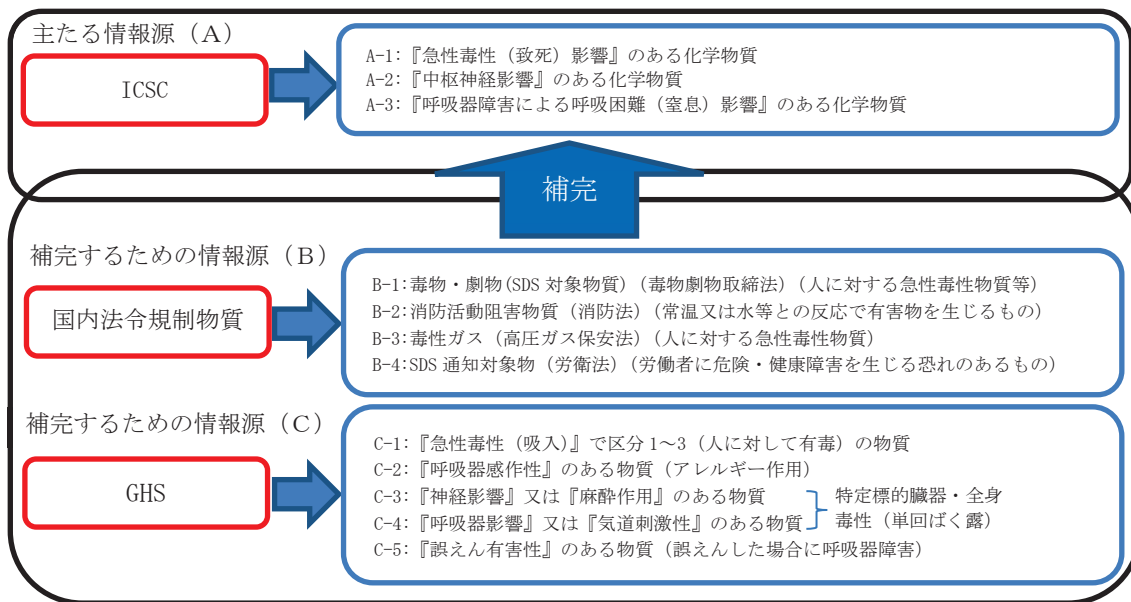 主たる情報源（A）
ICSC
A-1:『急性毒性（致死）影響』のある化学物質
A-2:『中枢神経影響』のある化学物質
A-3:『呼吸器障害による呼吸困難（窒息）影響』のある化学物質
補完
補完するための情報源（B）
国内法令規制物質
B-1:毒物・劇物(SDS 対象物質）（毒物劇物取締法）（人に対する急性毒性物質等）
B-2:消防活動阻害物質（消防法）（常温又は水等との反応で有害物を生じるもの）
B-3:毒性ガス（高圧ガス保安法）（人に対する急性毒性物質）
B-4:SDS 通知対象物（労衛法）（労働者に危険・健康障害を生じる恐れのあるもの）
補完するための情報源（C）
GHS
C-1:『急性毒性（吸入）』で区分 1～3（人に対して有毒）の物質
C-2:『呼吸器感作性』のある物質（アレルギー作用）
C-3:『神経影響』又は『麻酔作用』のある物質
C-4:『呼吸器影響』又は『気道刺激性』のある物質
特定標的臓器・全身
毒性（単回ばく露）
C-5:『誤えん有害性』のある物質（誤えんした場合に呼吸器障害）